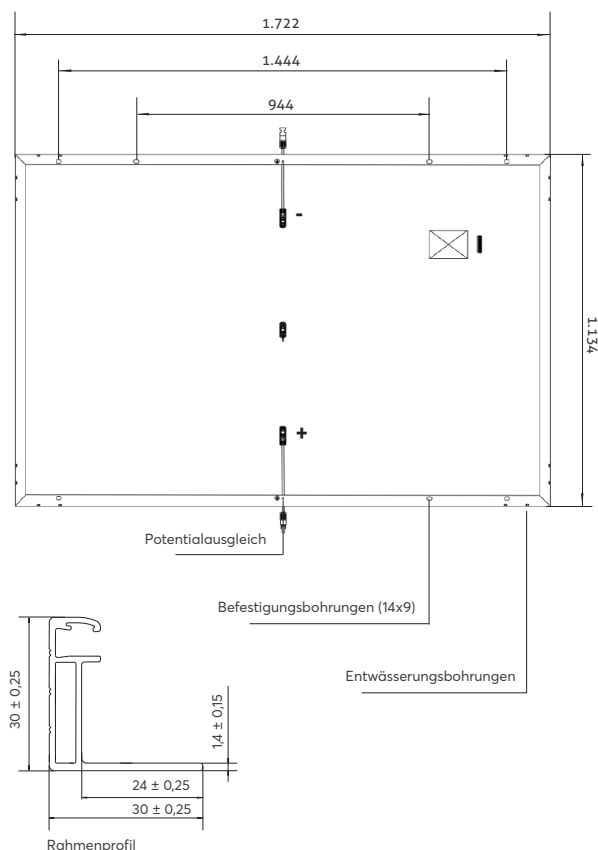 1.722
1.444
944
-
1.134
+
Potentialausgleich
Befestigungsbohrungen (14x9)
Entwässerungsbohrungen
30 ± 0,25
1,4 ± 0,15
24 ± 0,25
30 ± 0,25
Rahmenprofil